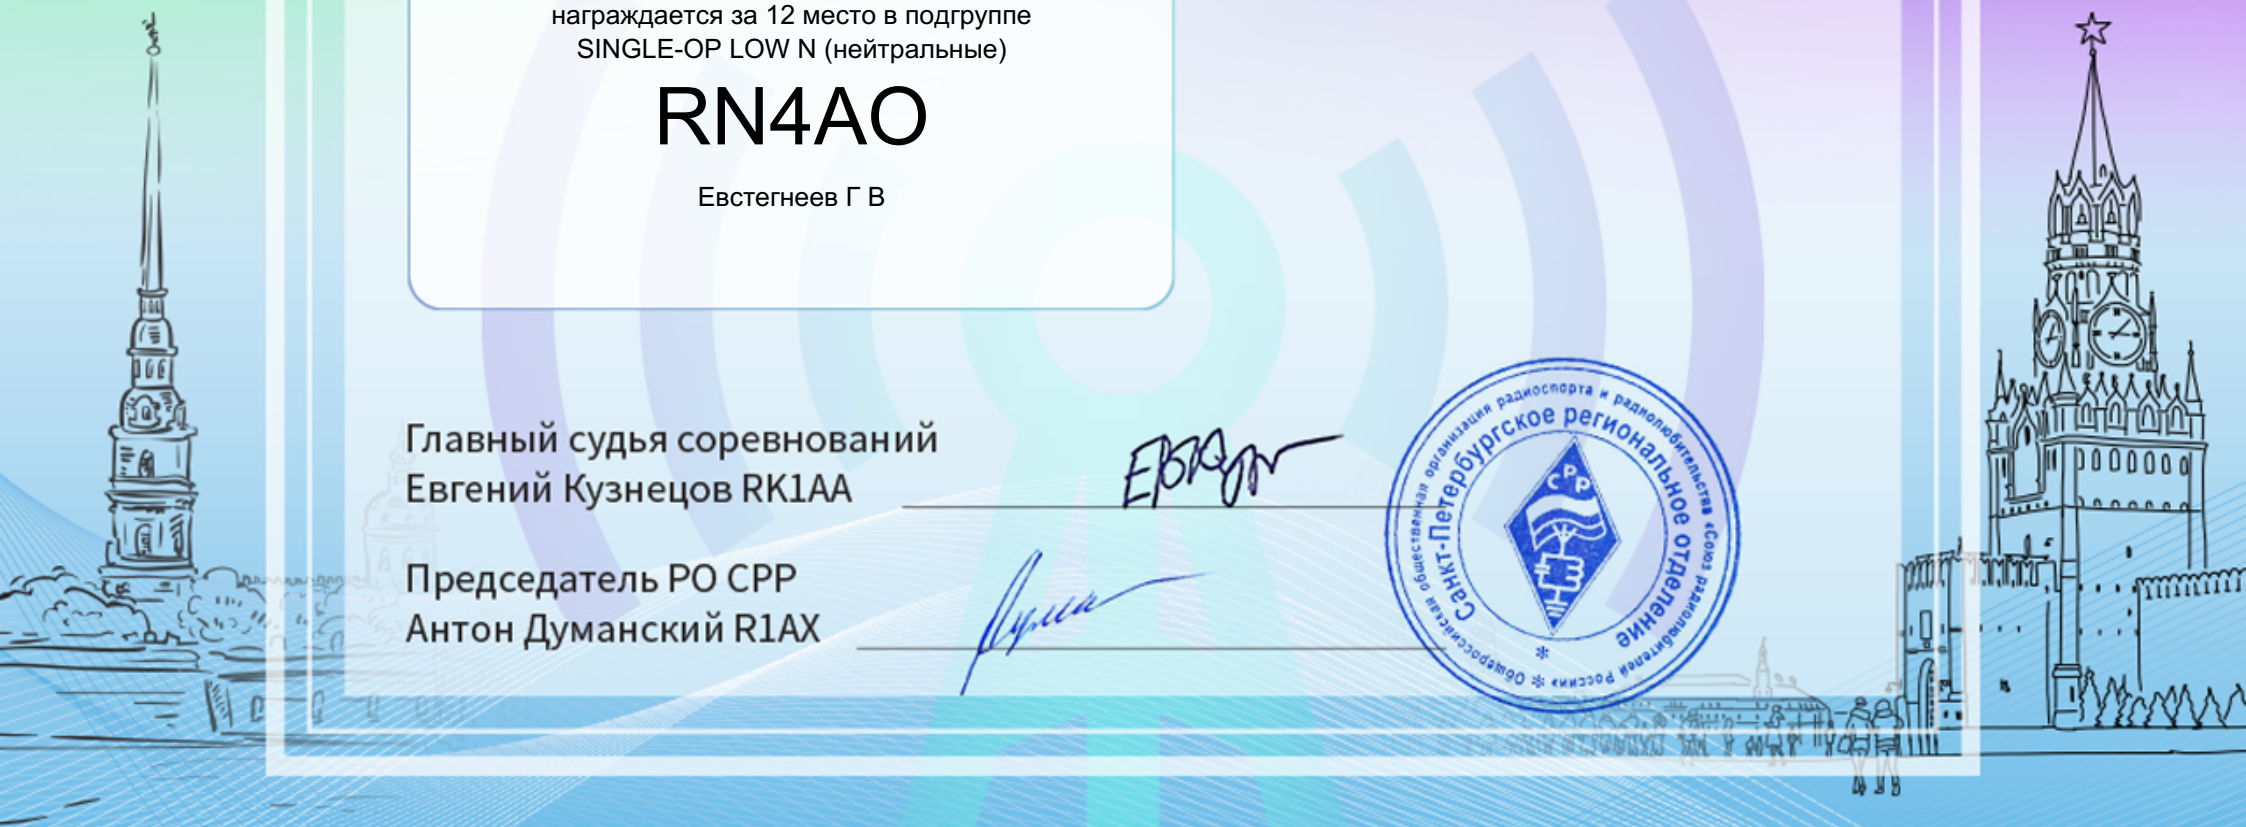 награждается за 12 место в подгруппе
SINGLE-OP LOW N (нейтральные)
RN4AO
Евстегнеев Г В
Главный судья соревнований
Евгений Кузнецов RK1AA
Председатель РО СРР
Антон Думанский R1AX
Общероссийская общественная организация радиоспорта и радиолюбительства «Союз радиолюбителей России»
Санкт-Петербургское региональное отделение
СРР